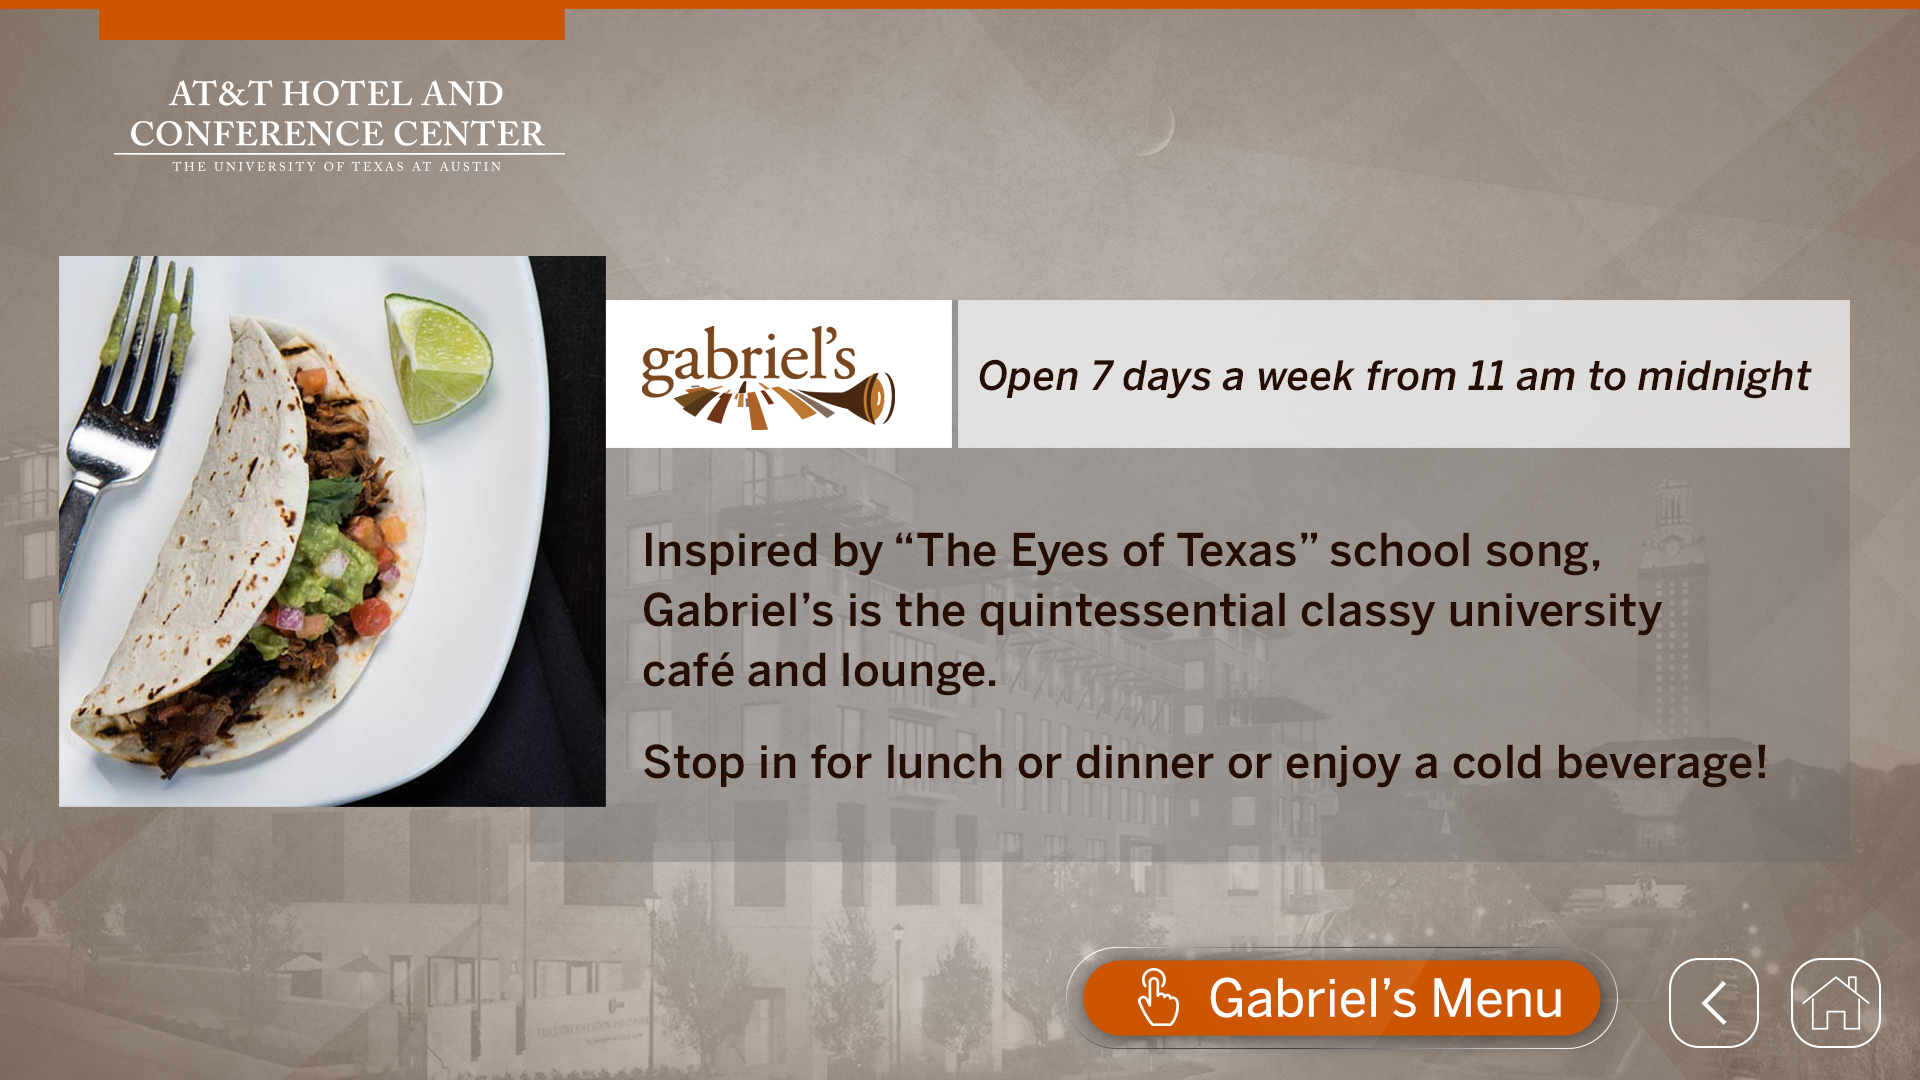 AT&T HOTEL AND
CONFERENCE CENTER
THE UNIVERSITY OF TEXAS AT AUSTIN
gabriel's
Open 7 days a week from 11 am to midnight
Inspired by “The Eyes of Texas” school song,
Gabriel’s is the quintessential classy university
café and lounge.
Stop in for lunch or dinner or enjoy a cold beverage!
Gabriel’s Menu